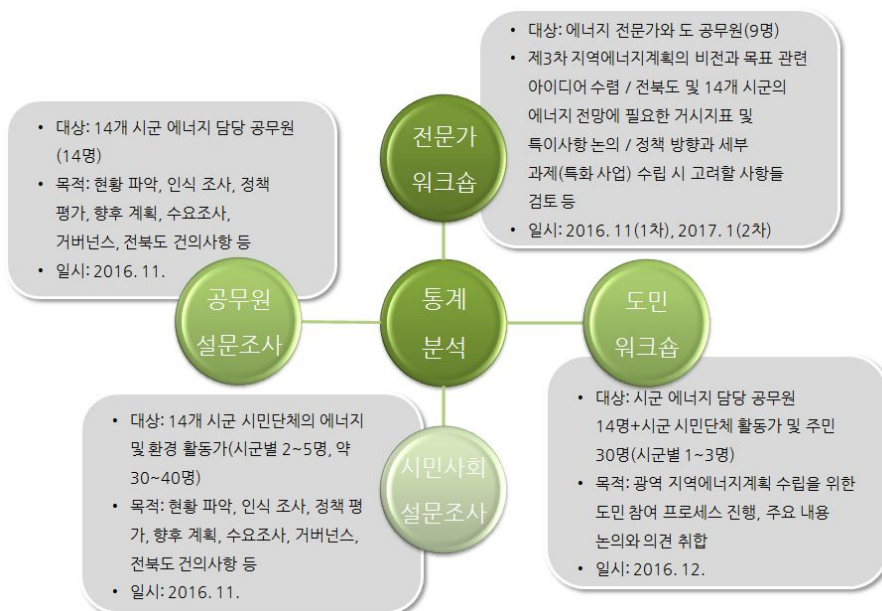 • 대상: 에너지 전문가와 도 공무원(9명)
• 제3차 지역에너지계획의 비전과 목표 관련
아이디어 수렴 / 전북도 및 14개 시군의
에너지 전망에 필요한 거시지표 및
특이사항 논의 / 정책 방향과 세부
과제(특화 사업) 수립 시 고려할 사항들
검토 등
• 일시: 2016. 11(1차), 2017. 1(2차)
전문가
워크숍
• 대상: 14개 시군 에너지 담당 공무원
(14명)
• 목적: 현황 파악, 인식 조사, 정책
평가, 향후 계획, 수요조사,
거버넌스, 전북도 건의사항 등
• 일시: 2016. 11.
공무원
설문조사
통계
분석
도민
워크숍
• 대상: 14개 시군 시민단체의 에너지
및 환경 활동가(시군별 2~5명, 약
30~40명)
• 목적: 현황 파악, 인식 조사, 정책 평
가, 향후 계획, 수요조사, 거버넌스,
전북도 건의사항 등
• 일시: 2016. 11.
시민사회
설문조사
• 대상: 시군 에너지 담당 공무원
14명+시군 시민단체 활동가 및 주민
30명(시군별 1~3명)
• 목적: 광역 지역에너지계획 수립을 위한
도민 참여 프로세스 진행, 주요 내용
논의와 의견 취합
• 일시: 2016. 12.